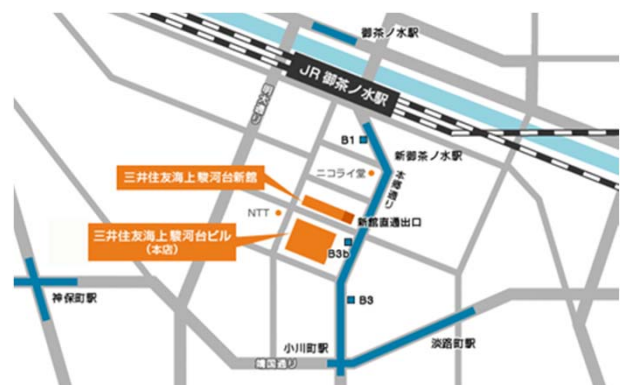 御茶ノ水駅
JR 御茶ノ水駅
明大通り
B1
新御茶ノ水駅
ニコライ堂
本郷通り
三井住友海上 駿河台新館
NTT
新館直通出口
三井住友海上 駿河台ビル
(本店)
B3b
神保町駅
B3
小川町駅
淡路町駅
靖国通り